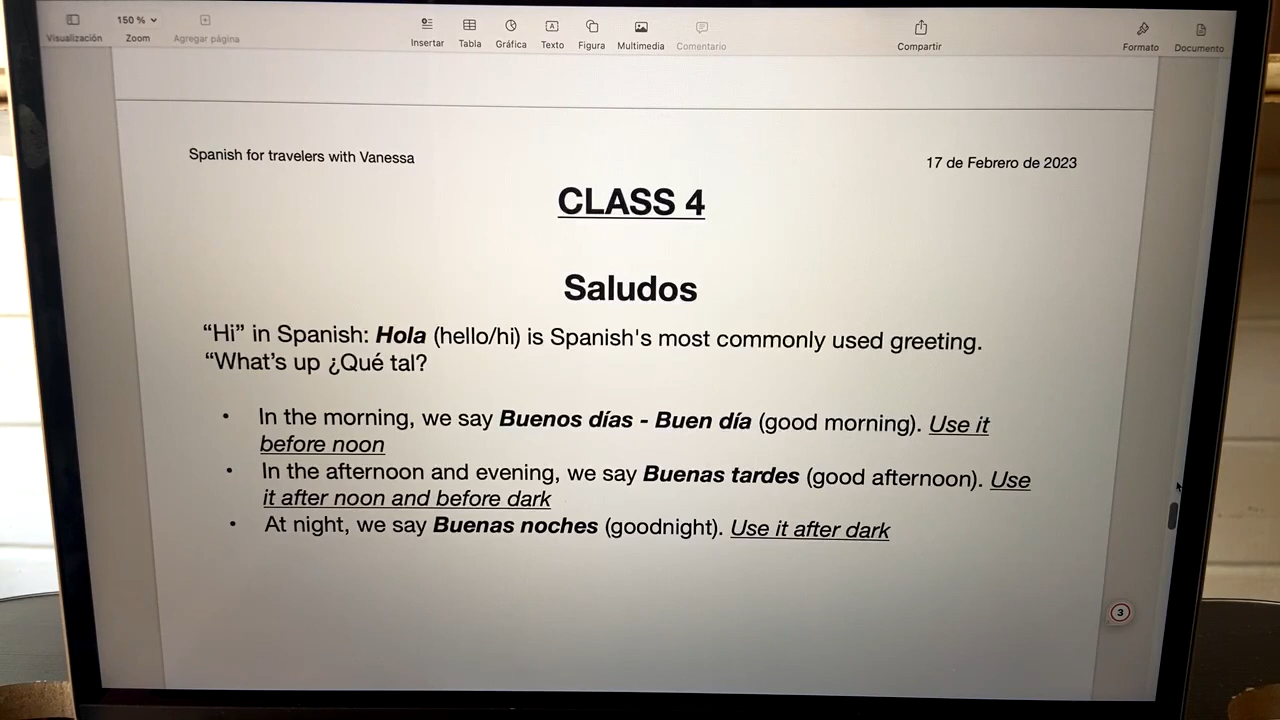 Visualización
150 %
Zoom
Agregar página
Insertar
Tabla
Gráfica
Texto
Figura
Multimedia
Comentario
Compartir
Formato
Documento
Spanish for travelers with Vanessa
17 de Febrero de 2023
CLASS 4
Saludos
“Hi” in Spanish: Hola (hello/hi) is Spanish's most commonly used greeting.
“What’s up ¿Qué tal?
• In the morning, we say Buenos días - Buen día (good morning). Use it
before noon
• In the afternoon and evening, we say Buenas tardes (good afternoon). Use
it after noon and before dark
• At night, we say Buenas noches (goodnight). Use it after dark
3